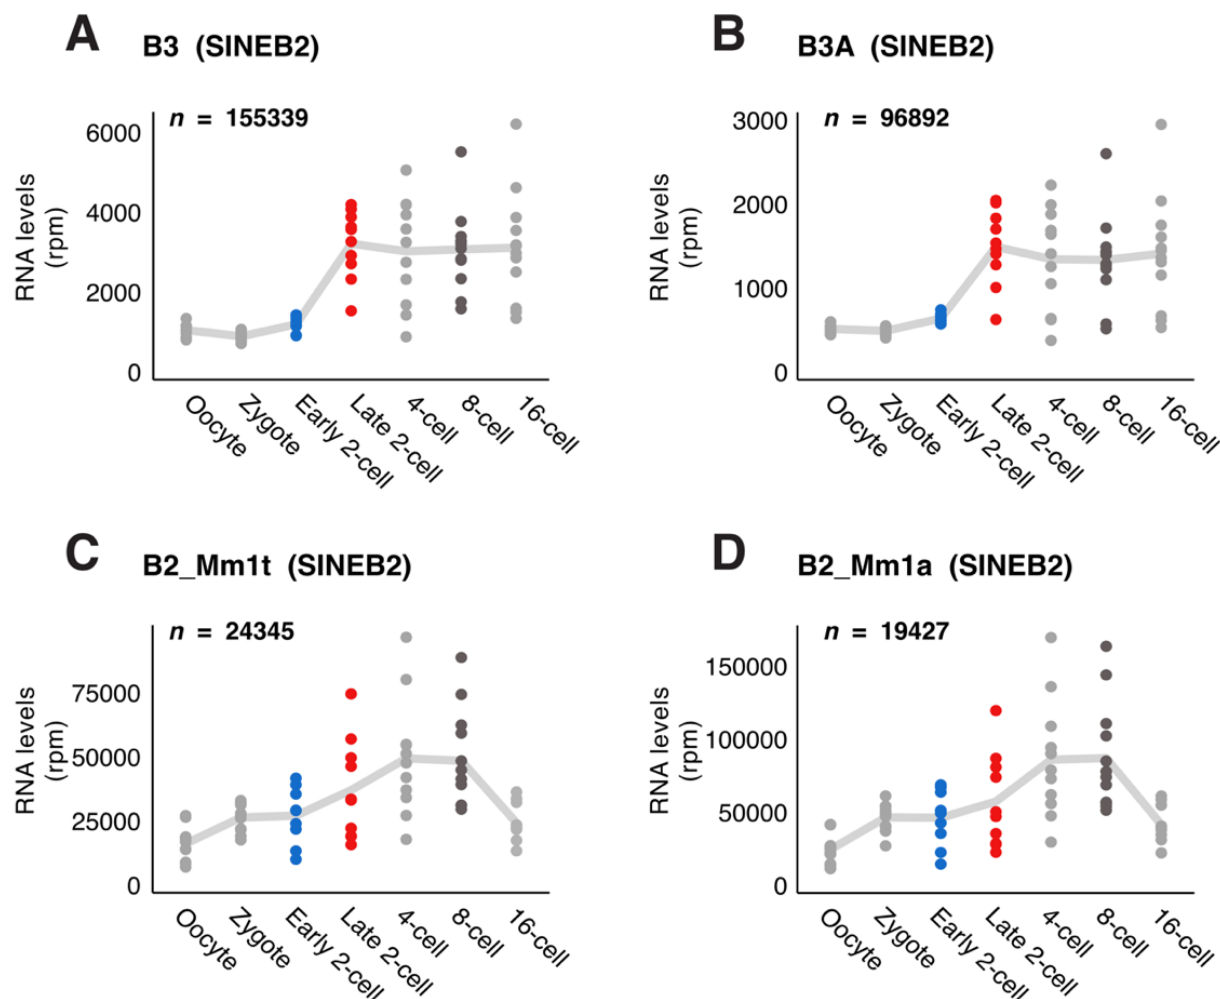 A B3 (SINEB2)
n = 155339
RNA levels
(rpm)
6000
4000
2000
0
Oocyte
Zygote
Early 2-cell
Late 2-cell
4-cell
8-cell
16-cell
B B3A (SINEB2)
n = 96892
RNA levels
(rpm)
3000
2000
1000
0
Oocyte
Zygote
Early 2-cell
Late 2-cell
4-cell
8-cell
16-cell
C B2_Mm1t (SINEB2)
n = 24345
RNA levels
(rpm)
75000
50000
25000
0
Oocyte
Zygote
Early 2-cell
Late 2-cell
4-cell
8-cell
16-cell
D B2_Mm1a (SINEB2)
n = 19427
RNA levels
(rpm)
150000
100000
50000
0
Oocyte
Zygote
Early 2-cell
Late 2-cell
4-cell
8-cell
16-cell